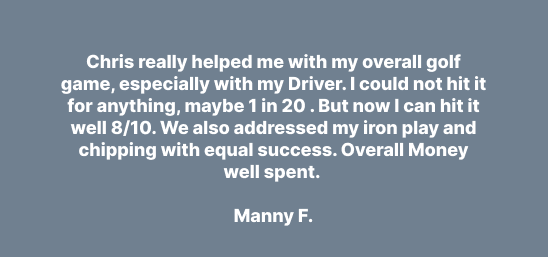 Chris really helped me with my overall golf
game, especially with my Driver. I could not hit it
for anything, maybe 1 in 20 . But now I can hit it
well 8/10. We also addressed my iron play and
chipping with equal success. Overall Money
well spent.
Manny F.